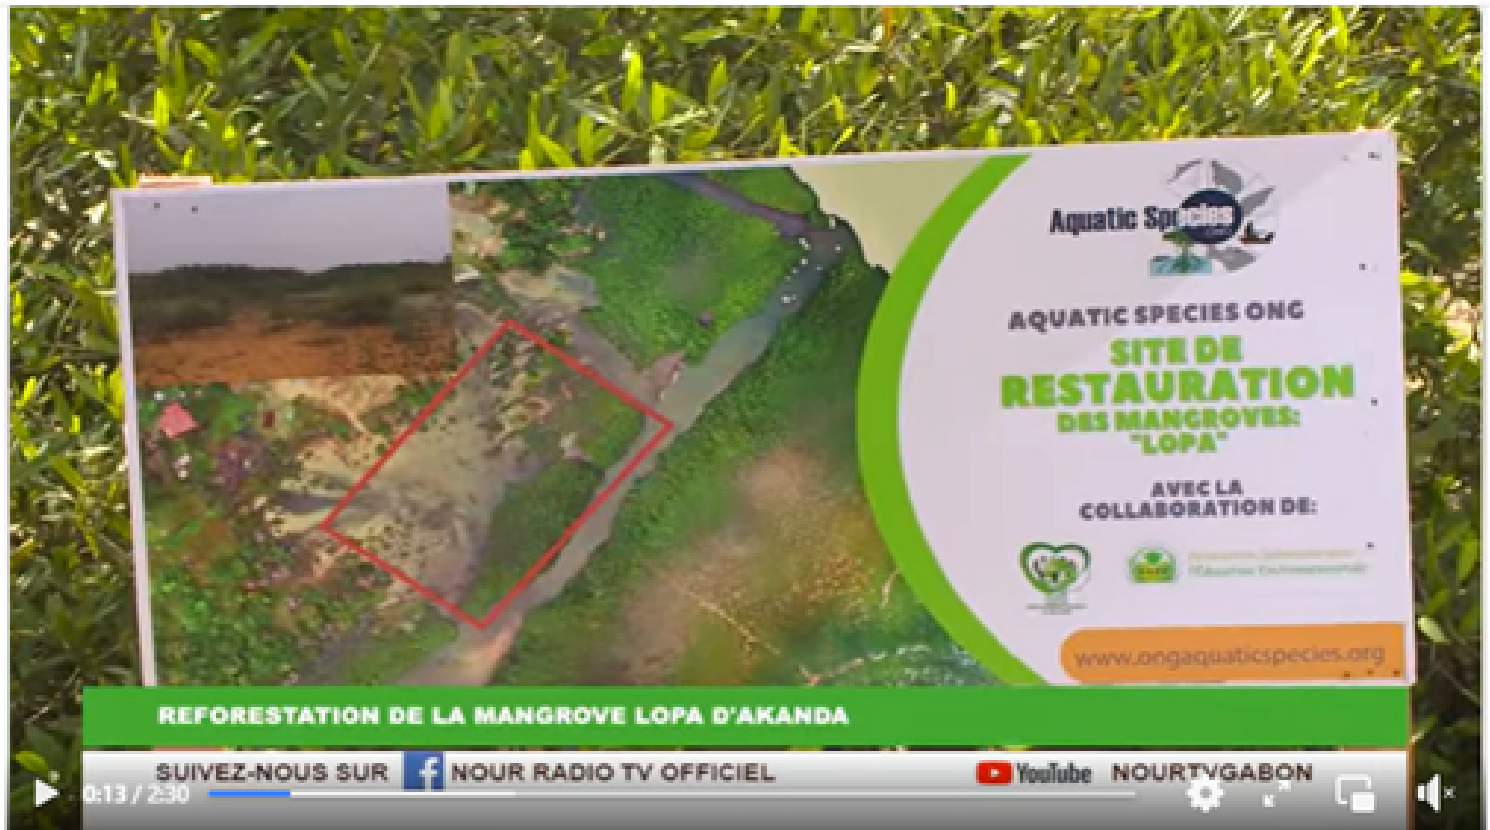 Aquatic Species
AQUATIC SPECIES ONG
SITE DE
RESTAURATION
DES MANGROVES:
"LOPA"
AVEC LA
COLLABORATION DE:
www.ongaquaticspecies.org
REFORESTATION DE LA MANGROVE LOPA D'AKANDA
SUIVEZ-NOUS SUR f NOUR RADIO TV OFFICIEL YouTube NOURTVGABON
0:13 / 2:30